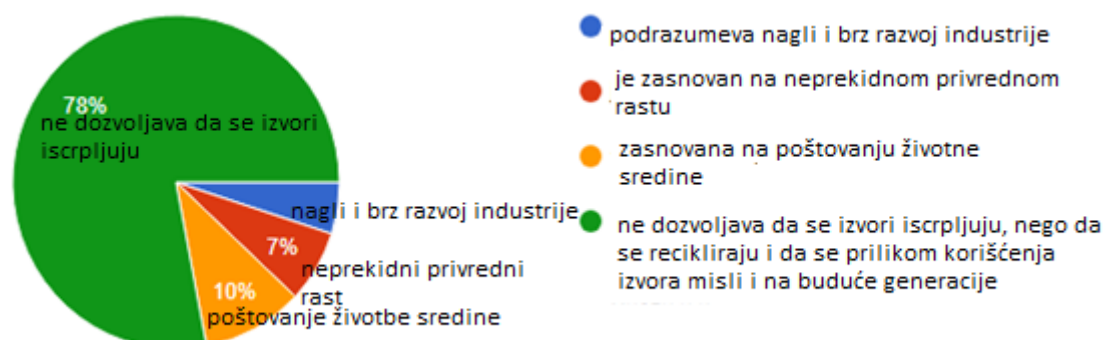 78%
ne dozvoljava da se izvori
iscrpljuju
nagli i brz razvoj industrije
7%
neprekidni privredni
rast
10%
poštovanje životbe sredine
podrazumeva nagli i brz razvoj industrije
je zasnovan na neprekidnom privrednom
rastu
zasnovana na poštovanju životne
sredine
ne dozvoljava da se izvori iscrpljuju, nego da
se recikliraju i da se prilikom korišćenja
izvora misli i na buduće generacije